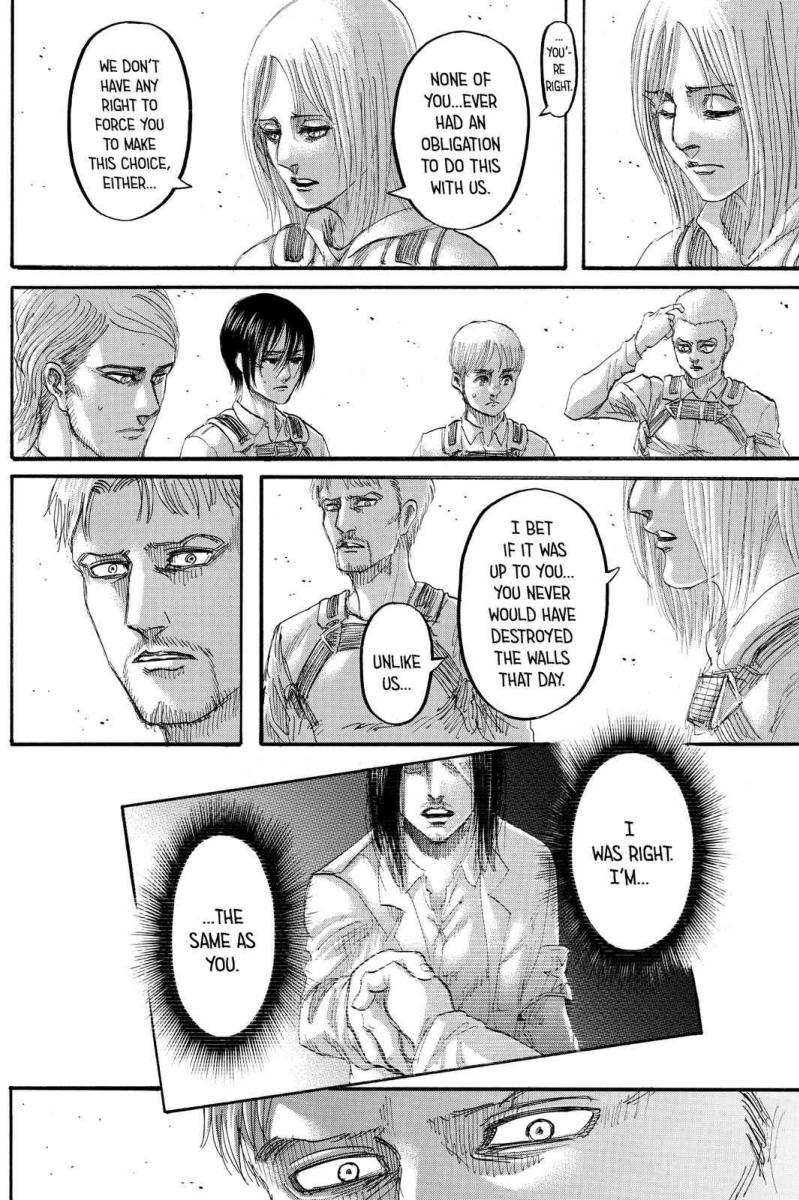 ...
YOU'-
RE
RIGHT.
NONE OF
YOU...EVER
HAD AN
OBLIGATION
TO DO THIS
WITH US.
WE DON'T
HAVE ANY
RIGHT TO
FORCE YOU
TO MAKE
THIS CHOICE,
EITHER...
I BET
IF IT WAS
UP TO YOU...
YOU NEVER
WOULD HAVE
DESTROYED
THE WALLS
THAT DAY.
UNLIKE
US...
I
WAS RIGHT.
I'M...
...THE
SAME AS
YOU.